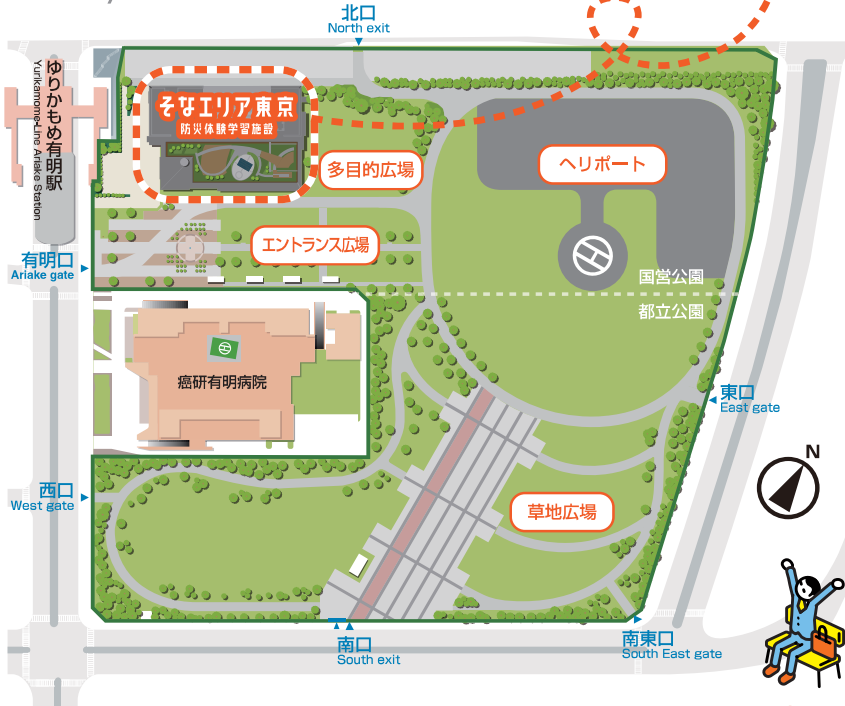 北口
North exit
ゆりかもめ有明駅
Yurikamome-Line Ariake Station
そなエリア東京
防災体験学習施設
多目的広場
ヘリポート
エントランス広場
有明口
Ariake gate
国営公園
都立公園
癌研有明病院
東口
East gate
N
西口
West gate
草地広場
南口
South exit
南東口
South East gate